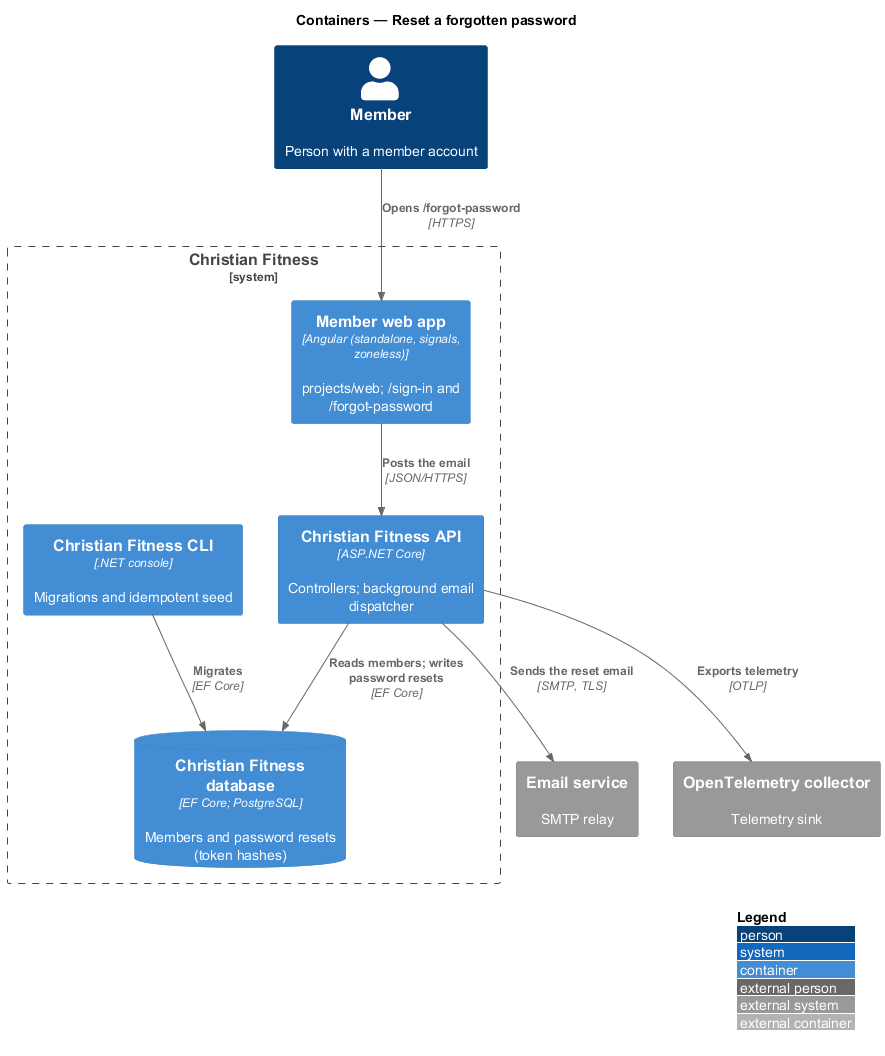 Containers — Reset a forgotten password
Member
Person with a member account
Opens /forgot-password
[HTTPS]
Christian Fitness
[system]
Member web app
[Angular (standalone, signals,
zoneless)]
projects/web; /sign-in and
/forgot-password
Posts the email
[JSON/HTTPS]
Christian Fitness CLI
[.NET console]
Migrations and idempotent seed
Christian Fitness API
[ASP.NET Core]
Controllers; background email
dispatcher
Migrates
[EF Core]
Reads members; writes
password resets
[EF Core]
Sends the reset email
[SMTP, TLS]
Exports telemetry
[OTLP]
Christian Fitness
database
[EF Core; PostgreSQL]
Members and password resets
(token hashes)
Email service
SMTP relay
OpenTelemetry collector
Telemetry sink
Legend
person
system
container
external person
external system
external container